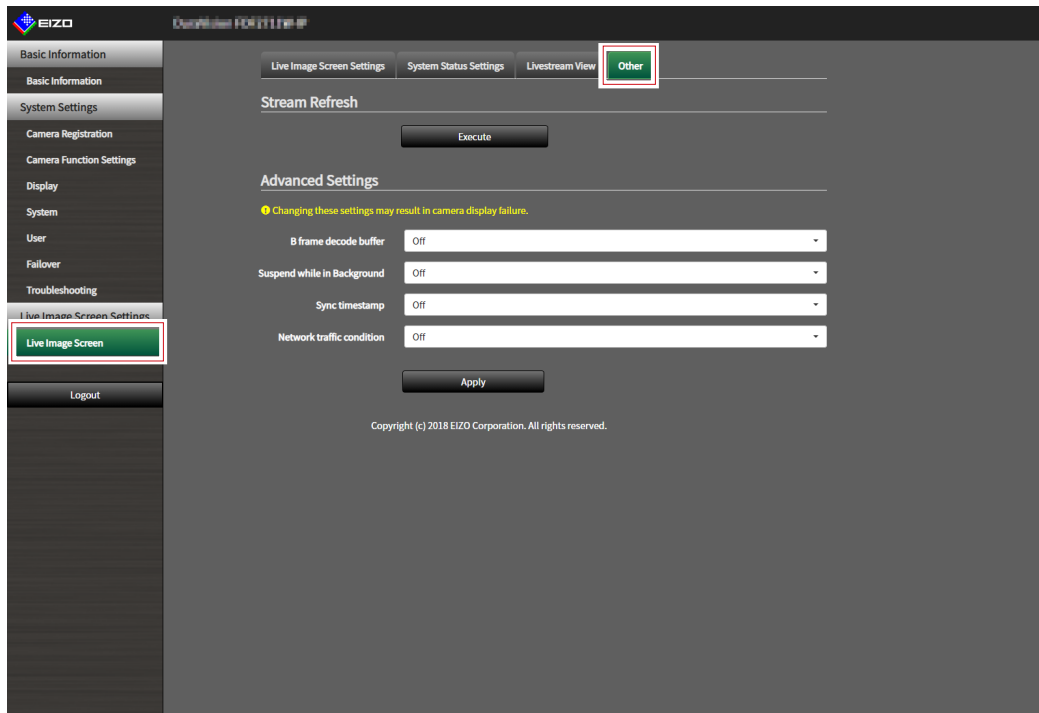 EIZO
Basic Information
Basic Information
System Settings
Camera Registration
Camera Function Settings
Display
System
User
Failover
Troubleshooting
Live Image Screen Settings
Live Image Screen
Logout
Live Image Screen Settings System Status Settings Livestream View Other
Stream Refresh
Execute
Advanced Settings
Changing these settings may result in camera display failure.
B frame decode buffer Off
Suspend while in Background Off
Sync timestamp Off
Network traffic condition Off
Apply
Copyright (c) 2018 EIZO Corporation. All rights reserved.